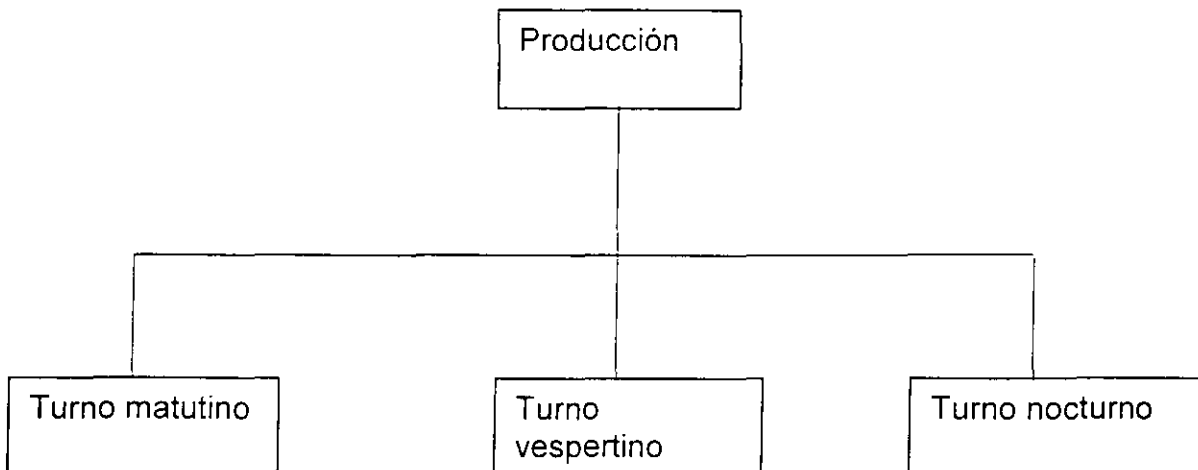 Producción
Turno matutino
Turno
vespertino
Turno nocturno